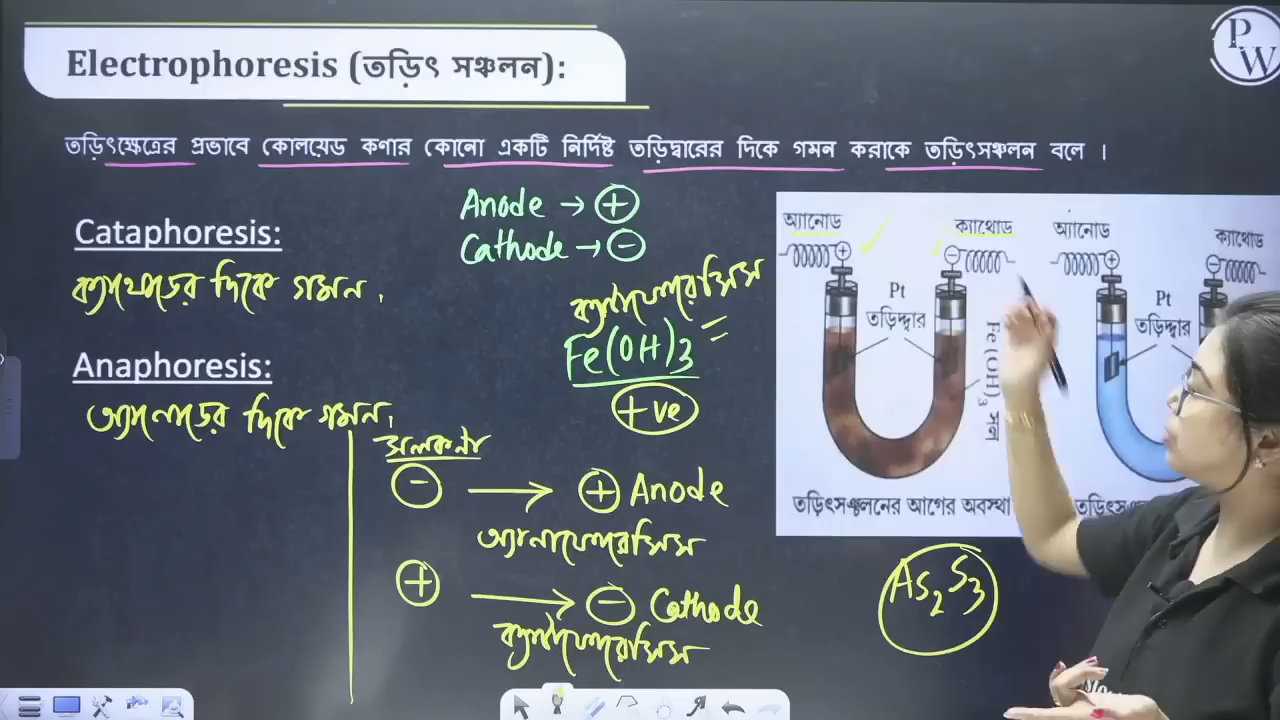 Electrophoresis (তড়িৎ সঞ্চলন):
PW
তড়িৎক্ষেত্রের প্রভাবে কোলয়েড কণার কোনো একটি নির্দিষ্ট তড়িদ্বারের দিকে গমন করাকে তড়িৎসঞ্চলন বলে ।
Anode → +
Cathode → -
Cataphoresis:
ক্যাথোডের দিকে গমন.
Anaphoresis:
অ্যানোডের দিকে গমন.
ক্যাটাফোরেসিস
Fe(OH)3
+ve
সলকণা
- → + Anode
অ্যানাফোরেসিস
+ → - Cathode
ক্যাটাফোরেসিস
অ্যানোড
ক্যাথোড
+
-
Pt
তড়িদ্দ্বার
Fe(OH)3 সল
তড়িৎসঞ্চলনের আগের অবস্থা
অ্যানোড
ক্যাথোড
+
-
Pt
তড়িদ্দ্বার
As2S3